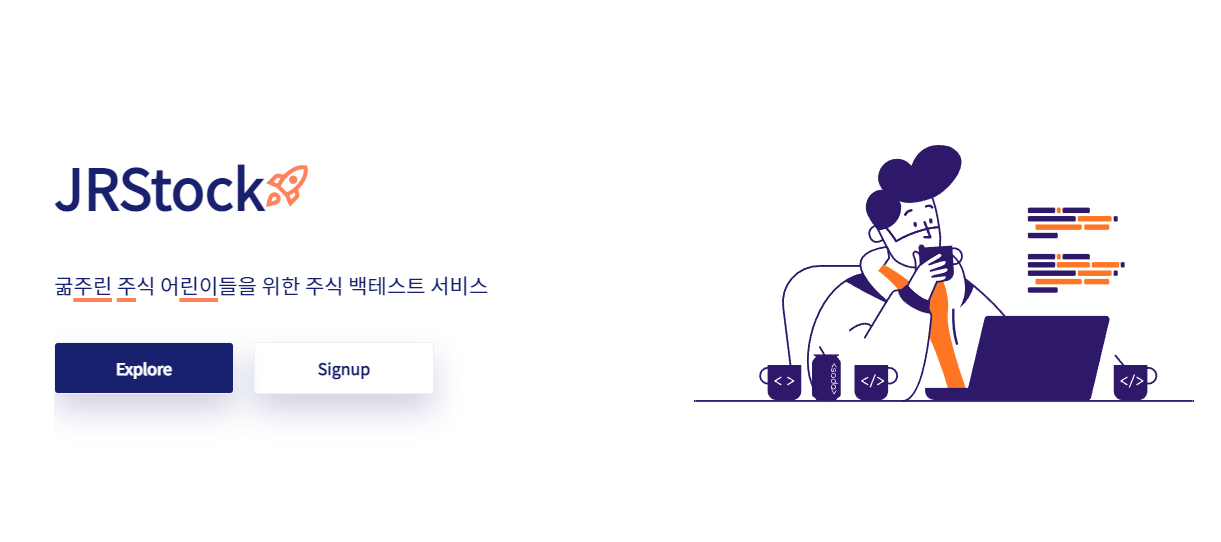 JRStock
굶주린 주식 어린이들을 위한 주식 백테스트 서비스
Explore
Signup
< >
<soda>
</>
</>